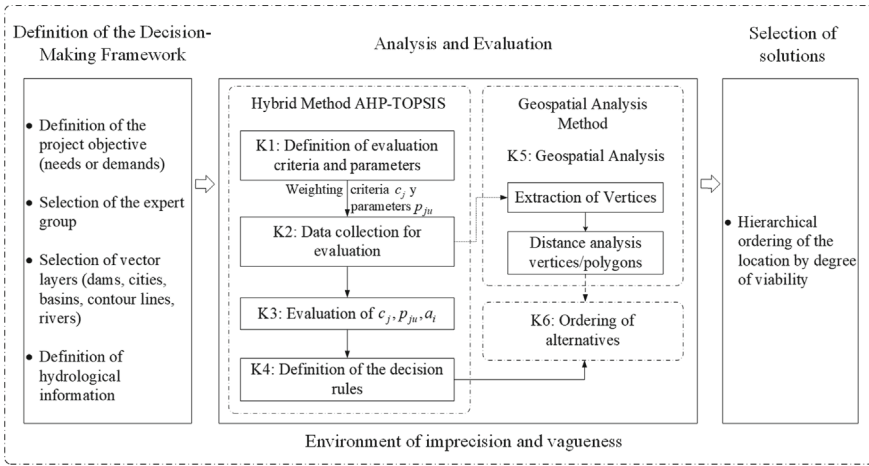 Definition of the Decision-
Making Framework
● Definition of the
project objective
(needs or demands)
● Selection of the
expert group
● Selection of vector
layers (dams, cities,
basins, contour lines,
rivers)
● Definition of
hydrological
information
Analysis and Evaluation
Hybrid Method AHP-TOPSIS
K1: Definition of evaluation
criteria and parameters
Weighting criteria c_j y
parameters p_ju
K2: Data collection for
evaluation
K3: Evaluation of c_j, p_ju, a_i
K4: Definition of the decision
rules
Geospatial Analysis
Method
K5: Geospatial Analysis
Extraction of Vertices
Distance analysis
vertices/polygons
K6: Ordering of
alternatives
Selection of
solutions
● Hierarchical
ordering of the
location by degree
of viability
Environment of imprecision and vagueness